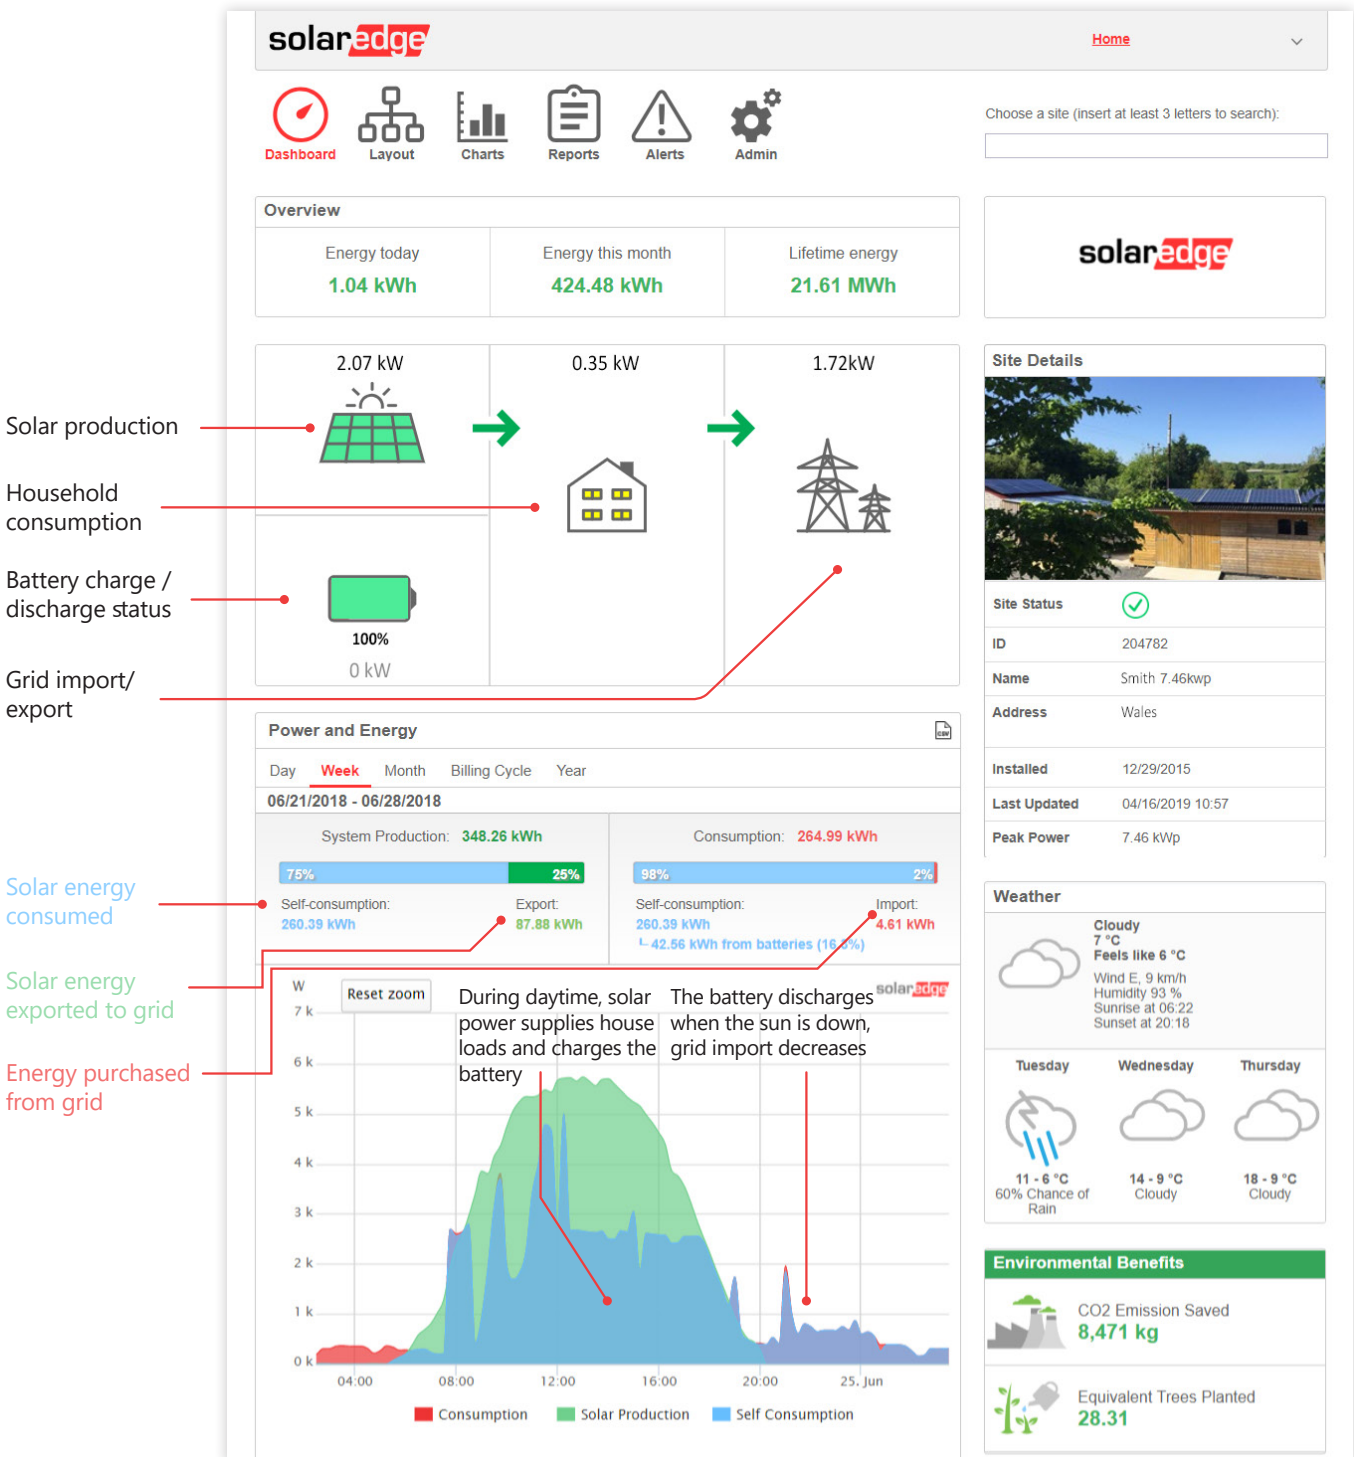 solaredge
Home
Dashboard
Layout
Charts
Reports
Alerts
Admin
Choose a site (insert at least 3 letters to search):
Overview
Energy today
1.04 kWh
Energy this month
424.48 kWh
Lifetime energy
21.61 MWh
solaredge
2.07 kW
0.35 kW
1.72kW
100%
0 kW
Solar production
Household
consumption
Battery charge /
discharge status
Grid import/
export
Site Details
Site Status
ID 204782
Name Smith 7.46kwp
Address Wales
Installed 12/29/2015
Last Updated 04/16/2019 10:57
Peak Power 7.46 kWp
Power and Energy
CSV
Day Week Month Billing Cycle Year
06/21/2018 - 06/28/2018
System Production: 348.26 kWh
75% 25%
Self-consumption:
260.39 kWh
Export:
87.88 kWh
Consumption: 264.99 kWh
98% 2%
Self-consumption:
260.39 kWh
42.56 kWh from batteries (16.3%)
Import:
4.61 kWh
Solar energy
consumed
Solar energy
exported to grid
Energy purchased
from grid
W
Reset zoom
solaredge
During daytime, solar
power supplies house
loads and charges the
battery
The battery discharges
when the sun is down,
grid import decreases
7 k
6 k
5 k
4 k
3 k
2 k
1 k
0 k
04:00 08:00 12:00 16:00 20:00 25. Jun
Consumption Solar Production Self Consumption
Weather
Cloudy
7 °C
Feels like 6 °C
Wind E, 9 km/h
Humidity 93 %
Sunrise at 06:22
Sunset at 20:18
Tuesday
11 - 6 °C
60% Chance of
Rain
Wednesday
14 - 9 °C
Cloudy
Thursday
18 - 9 °C
Cloudy
Environmental Benefits
CO2 Emission Saved
8,471 kg
Equivalent Trees Planted
28.31